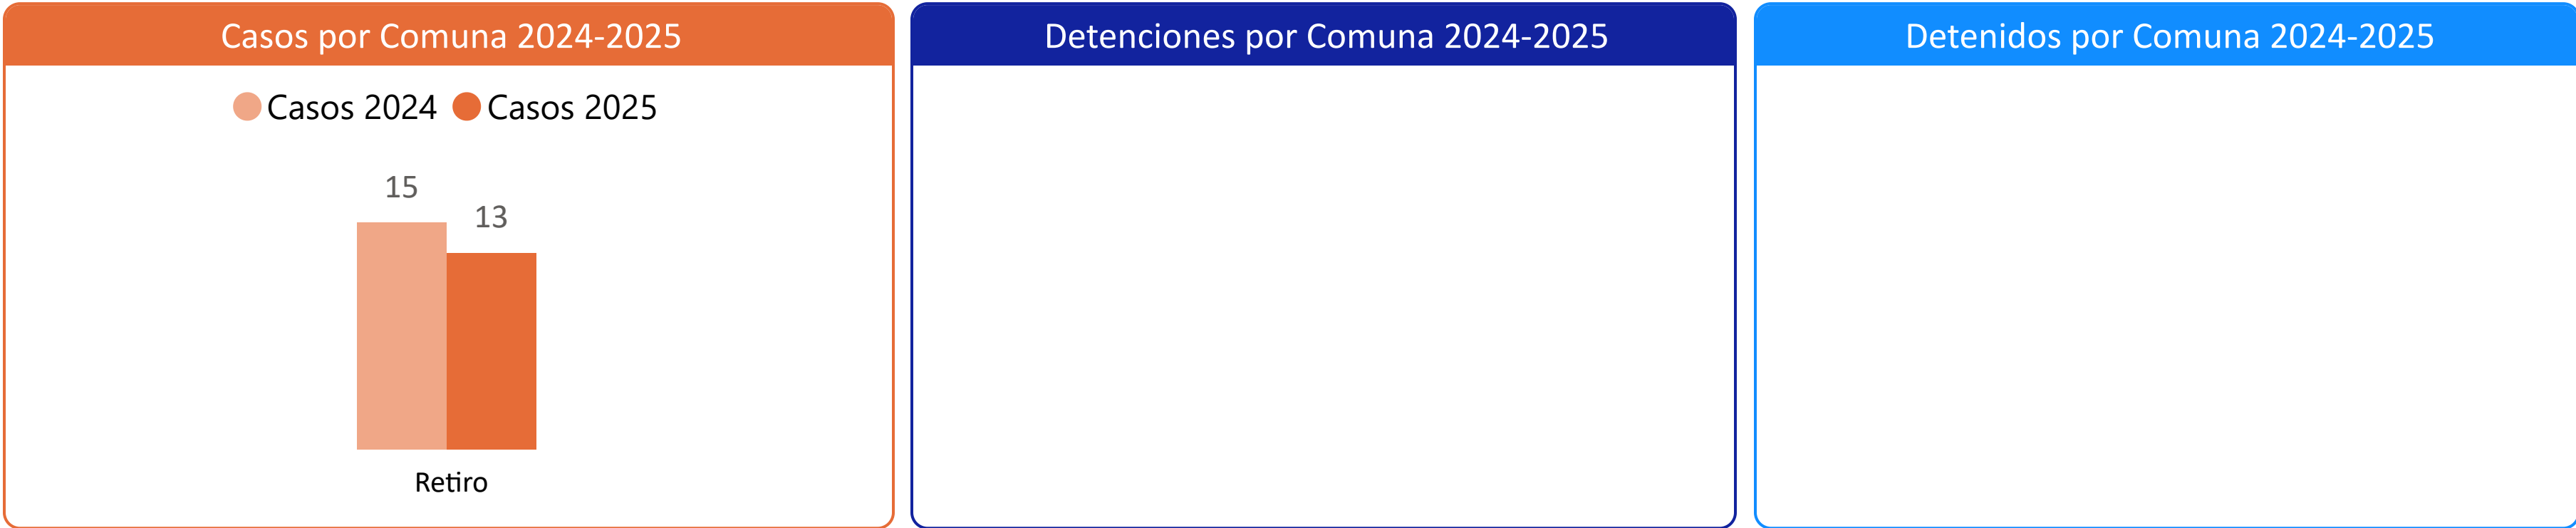 Casos por Comuna 2024-2025
Casos 2024 Casos 2025
15
13
Retiro
Detenciones por Comuna 2024-2025
Detenidos por Comuna 2024-2025